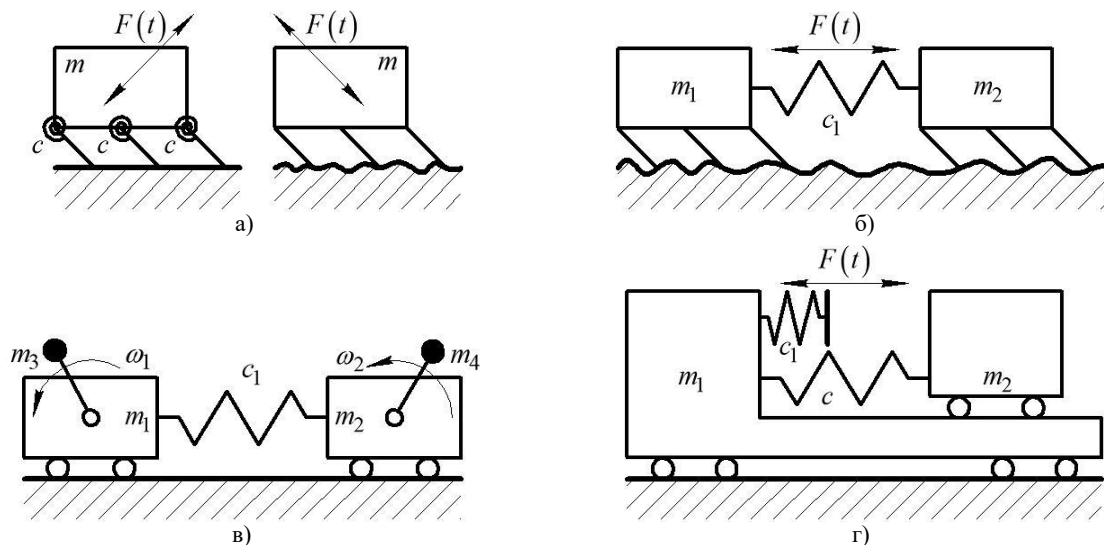 F(t) F(t)
m m
c c c
а)
F(t)
m₁ m₂
c₁
б)
m₃ ω₁ c₁ ω₂ m₄
m₁ m₂
в)
F(t)
c₁
m₁ c m₂
г)